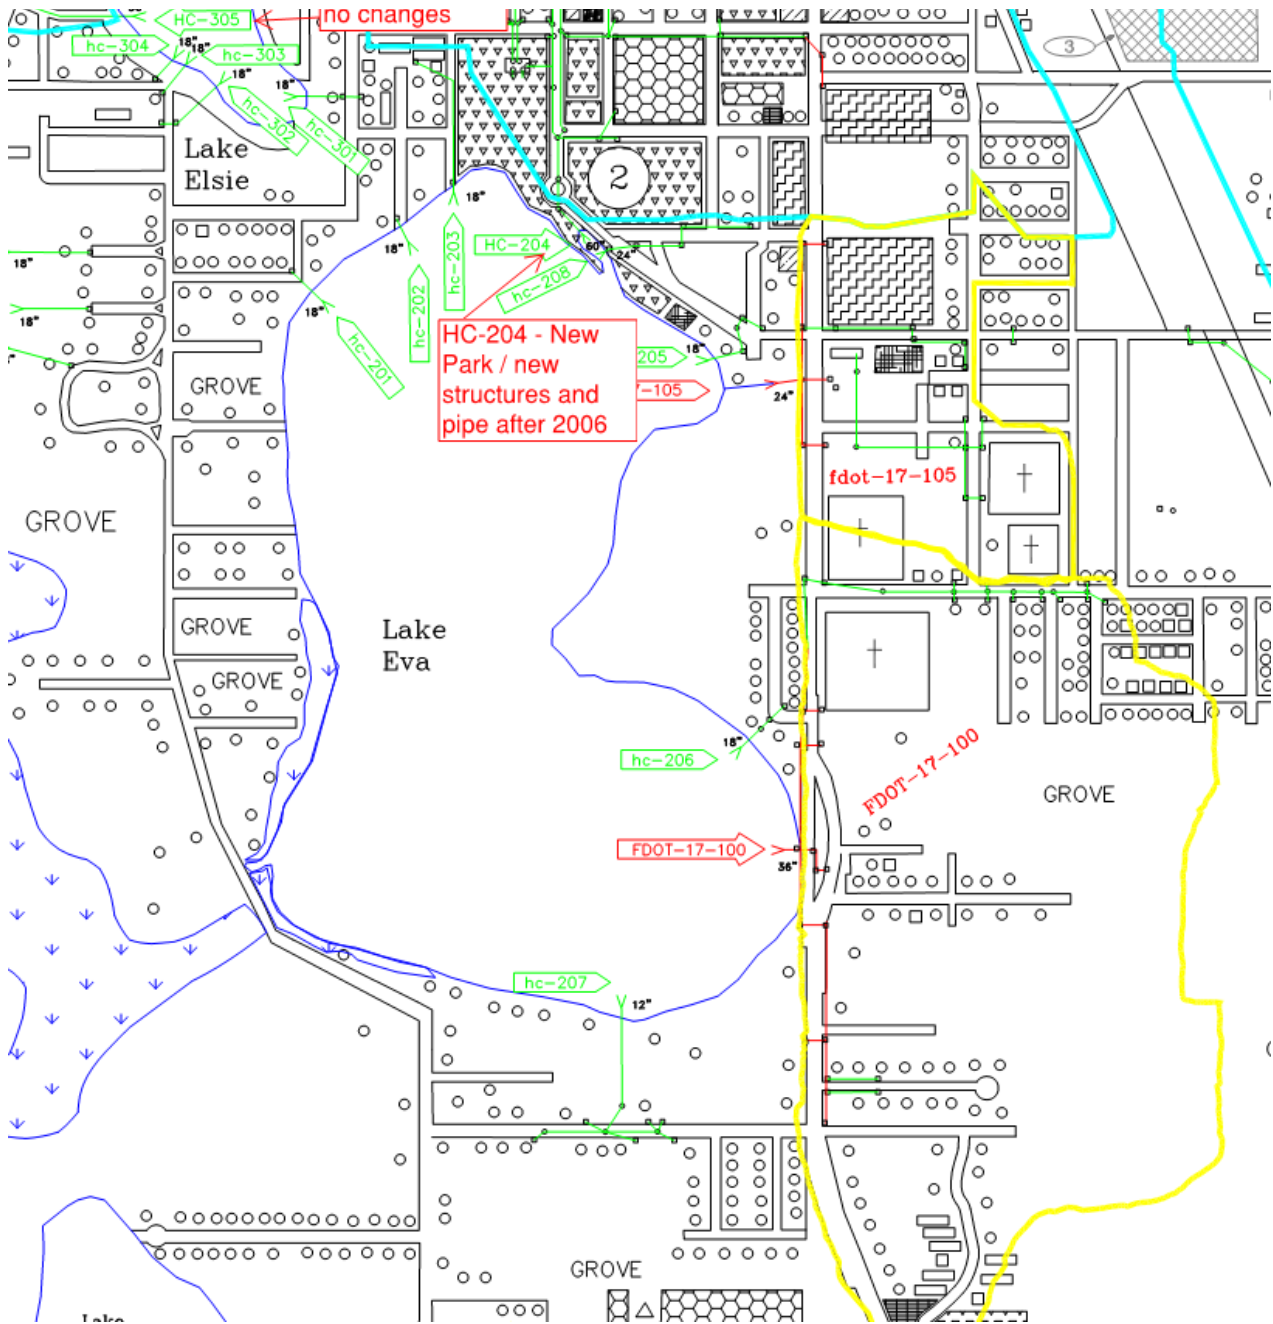 HC-305
no changes
hc-304
18"
18"
hc-303
18"
18"
hc-302
hc-301
3
Lake
Elsie
2
18"
18"
HC-204
60"
24"
hc-203
hc-208
hc-202
18"
18"
18"
hc-201
HC-204 - New
Park / new
structures and
pipe after 2006
205
18"
-105
24"
GROVE
fdot-17-105
GROVE
GROVE
Lake
Eva
GROVE
18"
hc-206
FDOT-17-100
GROVE
FDOT-17-100
36"
hc-207
12"
GROVE
Lake